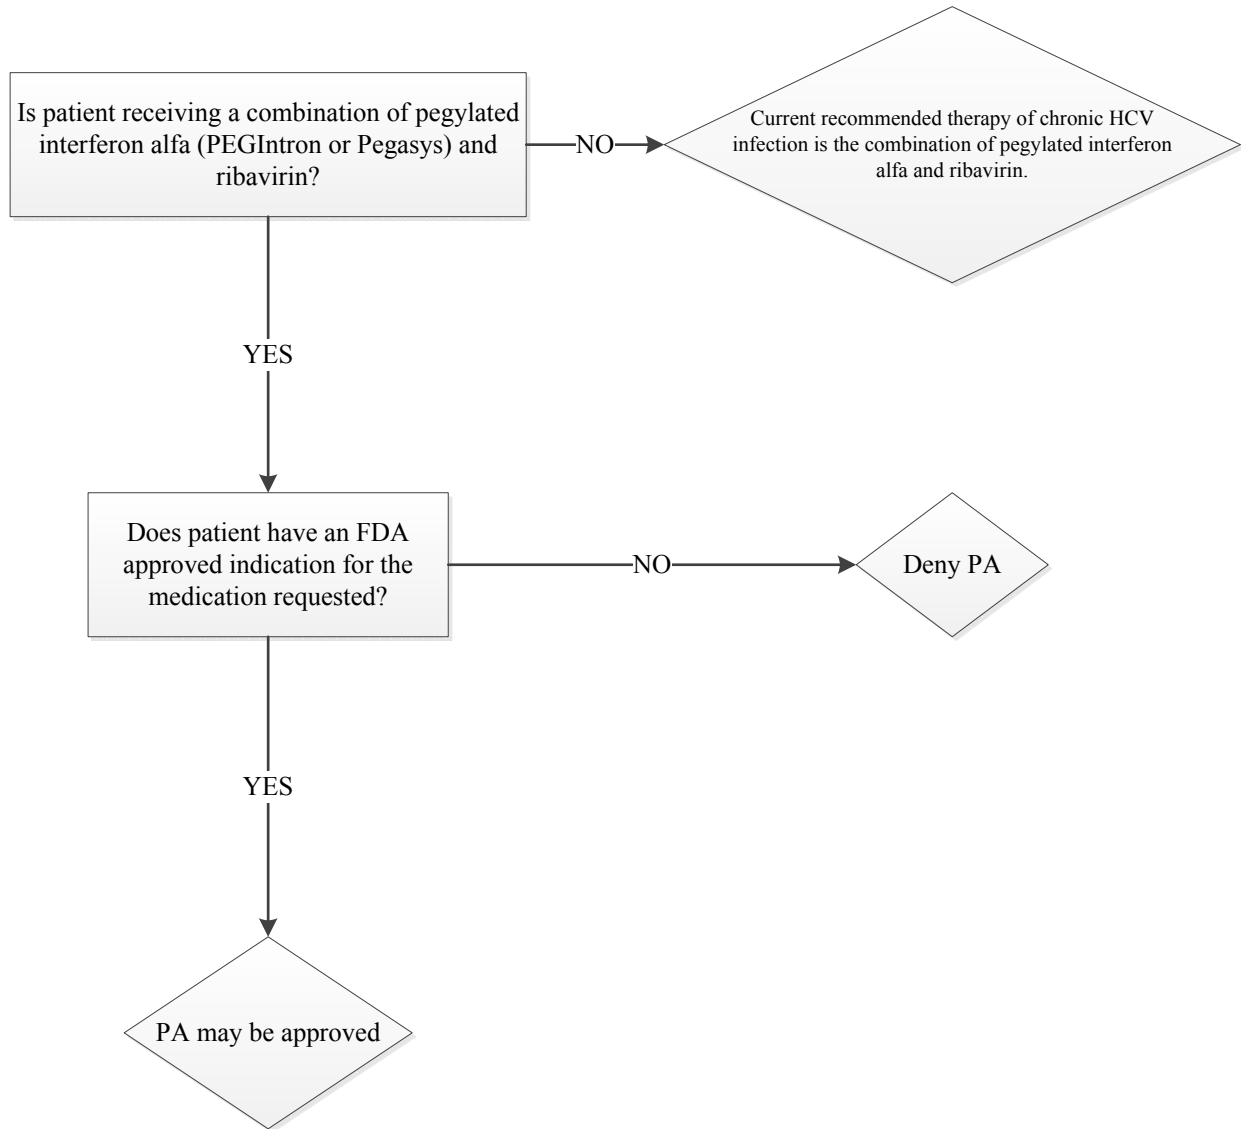 Is patient receiving a combination of pegylated
interferon alfa (PEGIntron or Pegasys) and
ribavirin?
NO
Current recommended therapy of chronic HCV
infection is the combination of pegylated interferon
alfa and ribavirin.
YES
Does patient have an FDA
approved indication for the
medication requested?
NO
Deny PA
YES
PA may be approved